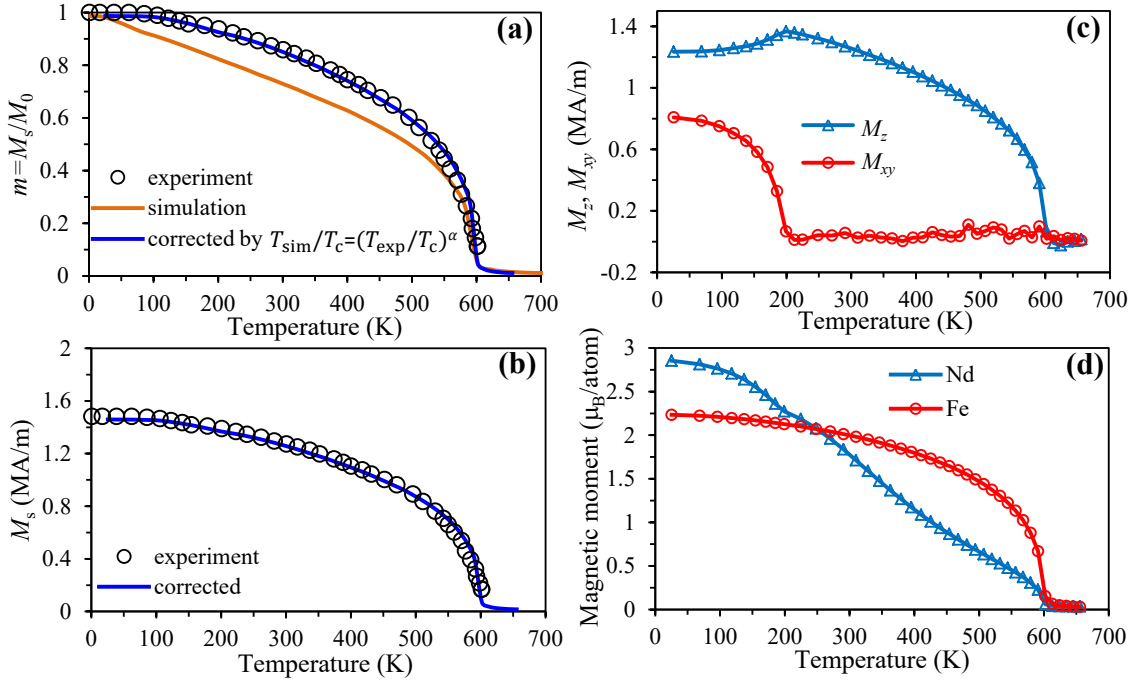 (a)
1
0.8
0.6
0.4
0.2
0
m=Ms/M0
experiment
simulation
corrected by Tsim/Tc=(Texp/Tc)^α
0 100 200 300 400 500 600 700
Temperature (K)
(b)
2
1.6
1.2
0.8
0.4
0
Ms (MA/m)
experiment
corrected
0 100 200 300 400 500 600 700
Temperature (K)
(c)
1.4
1
0.6
0.2
-0.2
Mz, Mxy (MA/m)
Mz
Mxy
0 100 200 300 400 500 600 700
Temperature (K)
(d)
3
2.5
2
1.5
1
0.5
0
Magnetic moment (μB/atom)
Nd
Fe
0 100 200 300 400 500 600 700
Temperature (K)